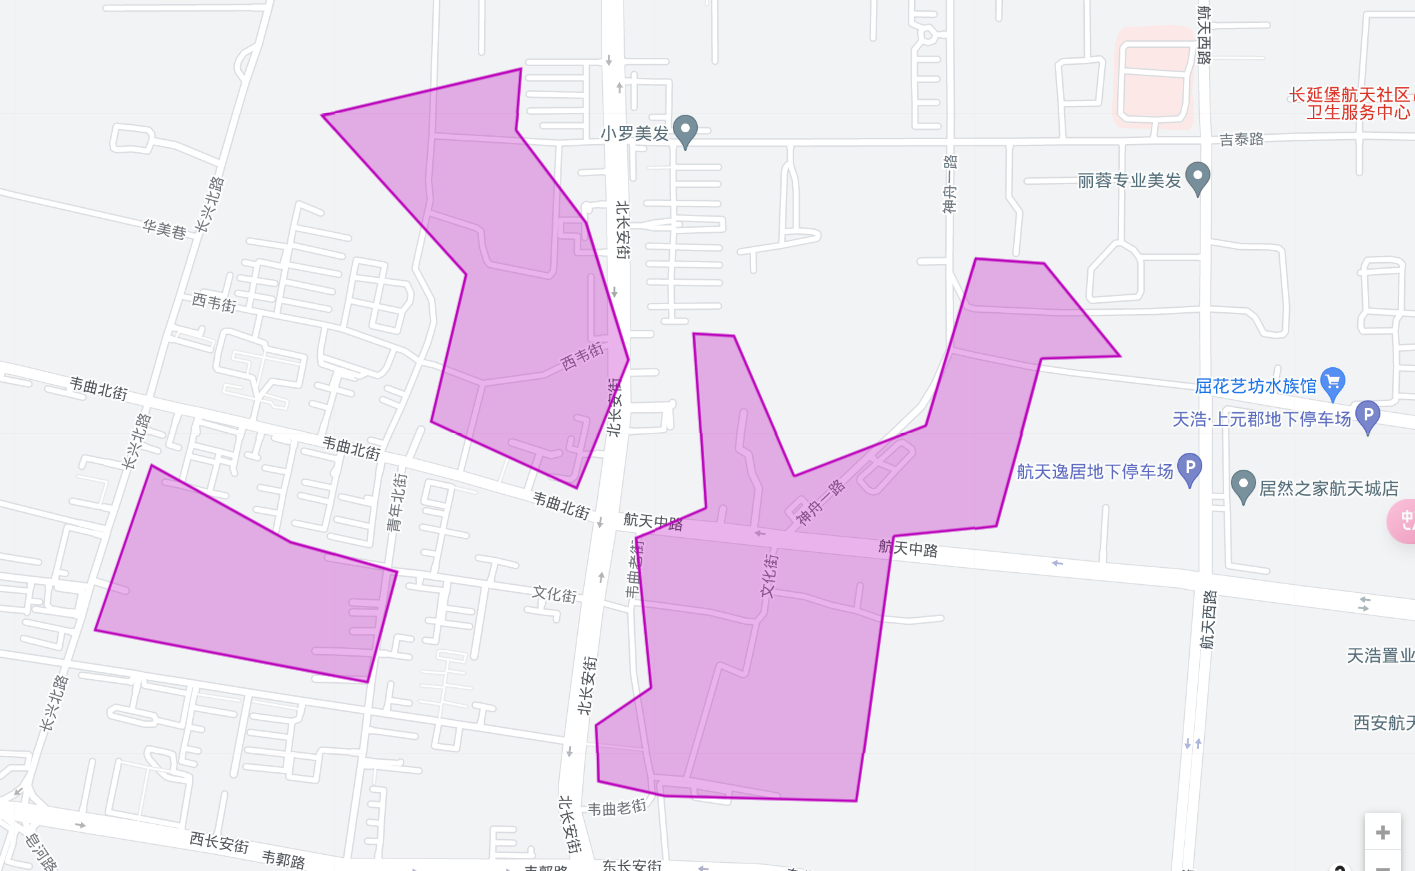 航天西路
长延堡航天社区
卫生服务中心
小罗美发
吉泰路
丽蓉专业美发
神舟一路
长兴北路
华美巷
北长安街
西韦街
西韦街
韦曲北街
屈花艺坊水族馆
天浩·上元郡地下停车场
P
北长安街
长兴北路
韦曲北街
航天逸居地下停车场
P
居然之家航天城店
青年北街
神舟一路
韦曲北街
航天中路
中
航天中路
韦曲老街
文化街
文化街
航天西路
天浩置业
北长安街
长兴北路
西安航天
韦曲老街
北长安街
西长安街
韦郭路
皂河路
东长安街
韦郭路